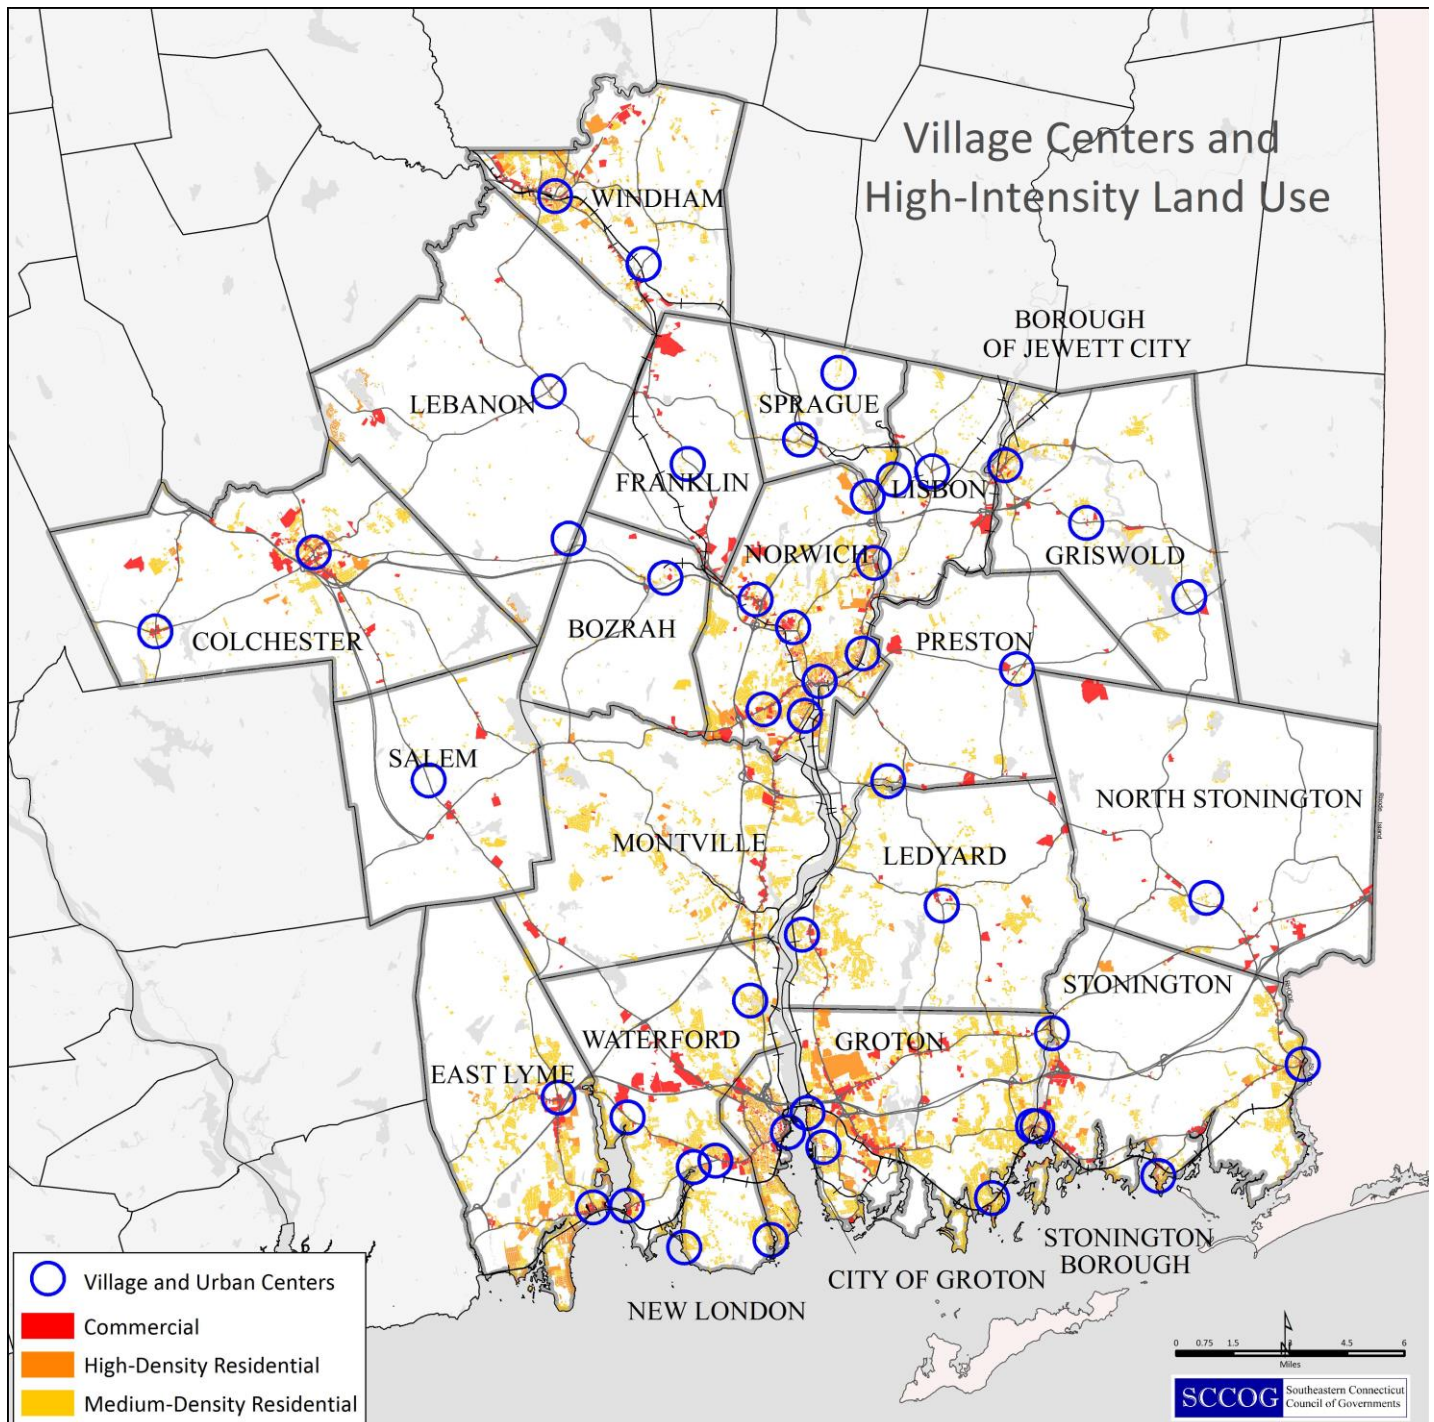 Village Centers and
High-Intensity Land Use
WINDHAM
BOROUGH
OF JEWETT CITY
LEBANON
SPRAGUE
FRANKLIN
LISBON
NORWICH
GRISWOLD
BOZRAH
COLCHESTER
PRESTON
SALEM
NORTH STONINGTON
Rhode Island
MONTVILLE
LEDYARD
STONINGTON
WATERFORD
GROTON
EAST LYME
STONINGTON
BOROUGH
CITY OF GROTON
NEW LONDON
Village and Urban Centers
Commercial
High-Density Residential
Medium-Density Residential
N
0 0.75 1.5 3 4.5 6
Miles
SCCOG
Southeastern Connecticut
Council of Governments